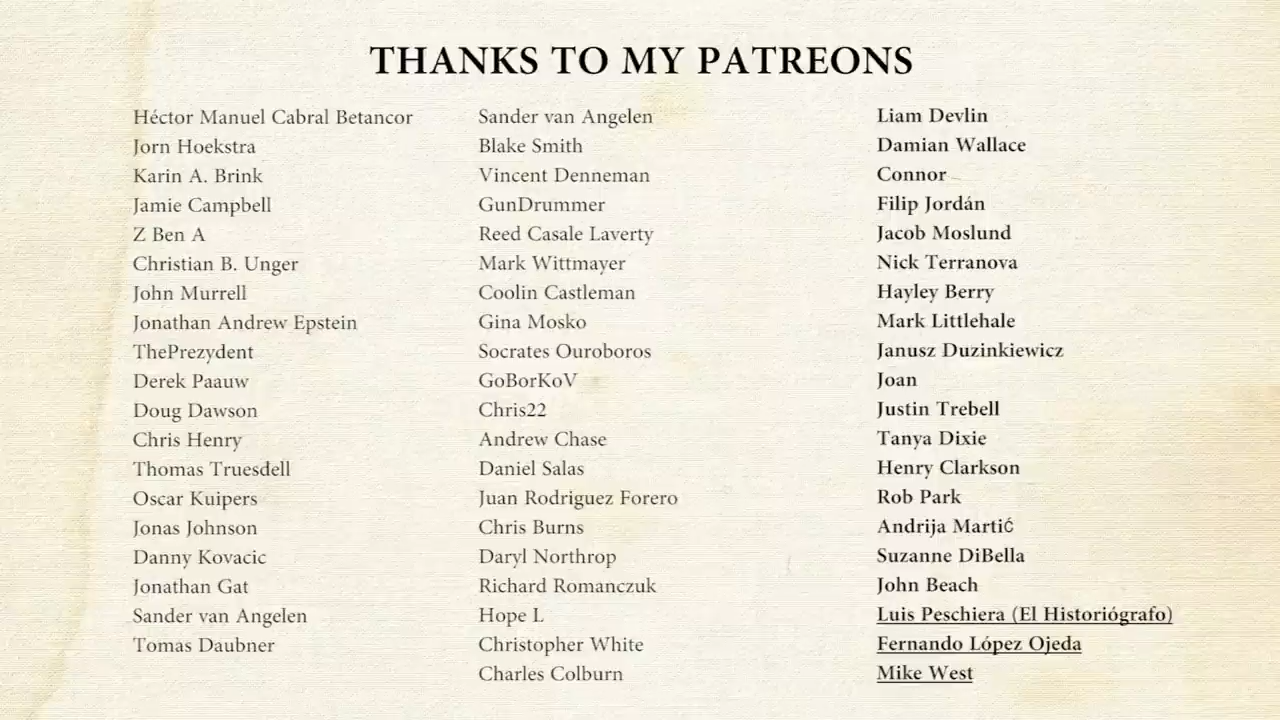 THANKS TO MY PATREONS
Héctor Manuel Cabral Betancor
Jorn Hoekstra
Karin A. Brink
Jamie Campbell
Z Ben A
Christian B. Unger
John Murrell
Jonathan Andrew Epstein
ThePrezydent
Derek Paauw
Doug Dawson
Chris Henry
Thomas Truesdell
Oscar Kuipers
Jonas Johnson
Danny Kovacic
Jonathan Gat
Sander van Angelen
Tomas Daubner
Sander van Angelen
Blake Smith
Vincent Denneman
GunDrummer
Reed Casale Laverty
Mark Wittmayer
Coolin Castleman
Gina Mosko
Socrates Ouroboros
GoBorKoV
Chris22
Andrew Chase
Daniel Salas
Juan Rodriguez Forero
Chris Burns
Daryl Northrop
Richard Romanczuk
Hope L
Christopher White
Charles Colburn
Liam Devlin
Damian Wallace
Connor
Filip Jordán
Jacob Moslund
Nick Terranova
Hayley Berry
Mark Littlehale
Janusz Duzinkiewicz
Joan
Justin Trebell
Tanya Dixie
Henry Clarkson
Rob Park
Andrija Martić
Suzanne DiBella
John Beach
Luis Peschiera (El Historiógrafo)
Fernando López Ojeda
Mike West